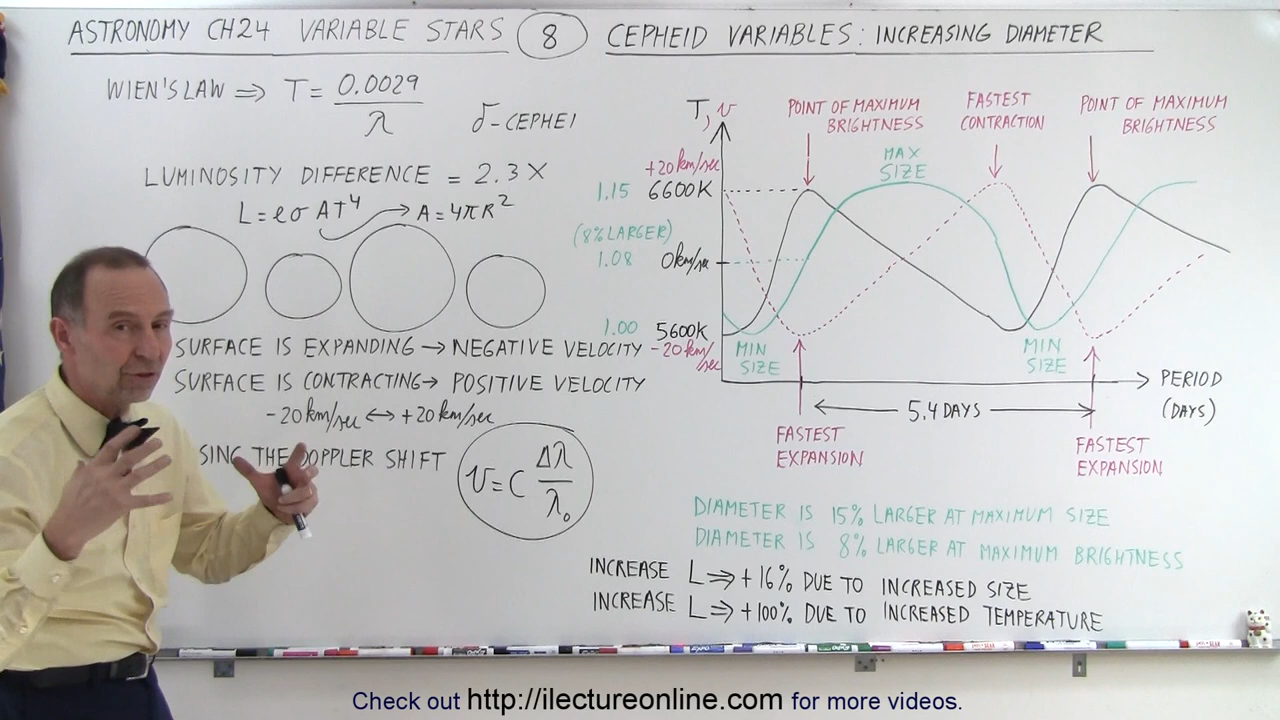 ASTRONOMY CH24 VARIABLE STARS 8 CEPHEID VARIABLES: INCREASING DIAMETER
WIEN'S LAW ⇒ T = 0.0029 / λ
δ-CEPHEI
LUMINOSITY DIFFERENCE = 2.3 X
L = eσ AT⁴ → A = 4πR²
SURFACE IS EXPANDING → NEGATIVE VELOCITY
SURFACE IS CONTRACTING → POSITIVE VELOCITY
-20 km/sec ↔ +20 km/sec
SING THE DOPPLER SHIFT
v = C Δλ / λ₀
T, v
POINT OF MAXIMUM
BRIGHTNESS
FASTEST
CONTRACTION
POINT OF MAXIMUM
BRIGHTNESS
+20 km/sec
1.15 6600K
MAX
SIZE
(8% LARGER)
1.08 0 km/sec
1.00 5600K
-20 km/sec
MIN
SIZE
MIN
SIZE
PERIOD
(DAYS)
5.4 DAYS
FASTEST
EXPANSION
FASTEST
EXPANSION
DIAMETER IS 15% LARGER AT MAXIMUM SIZE
DIAMETER IS 8% LARGER AT MAXIMUM BRIGHTNESS
INCREASE L ⇒ +16% DUE TO INCREASED SIZE
INCREASE L ⇒ +100% DUE TO INCREASED TEMPERATURE
Check out http://ilectureonline.com for more videos.